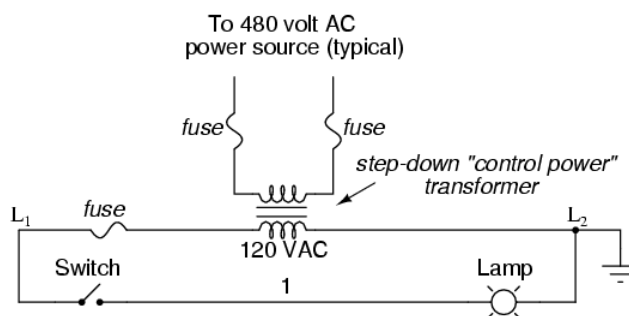 To 480 volt AC
power source (typical)
fuse
fuse
step-down "control power"
transformer
L1
fuse
L2
120 VAC
Switch
1
Lamp